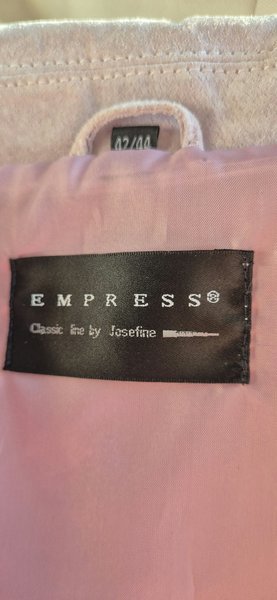 42/44
EMPRESS®
Classic line by Josefine